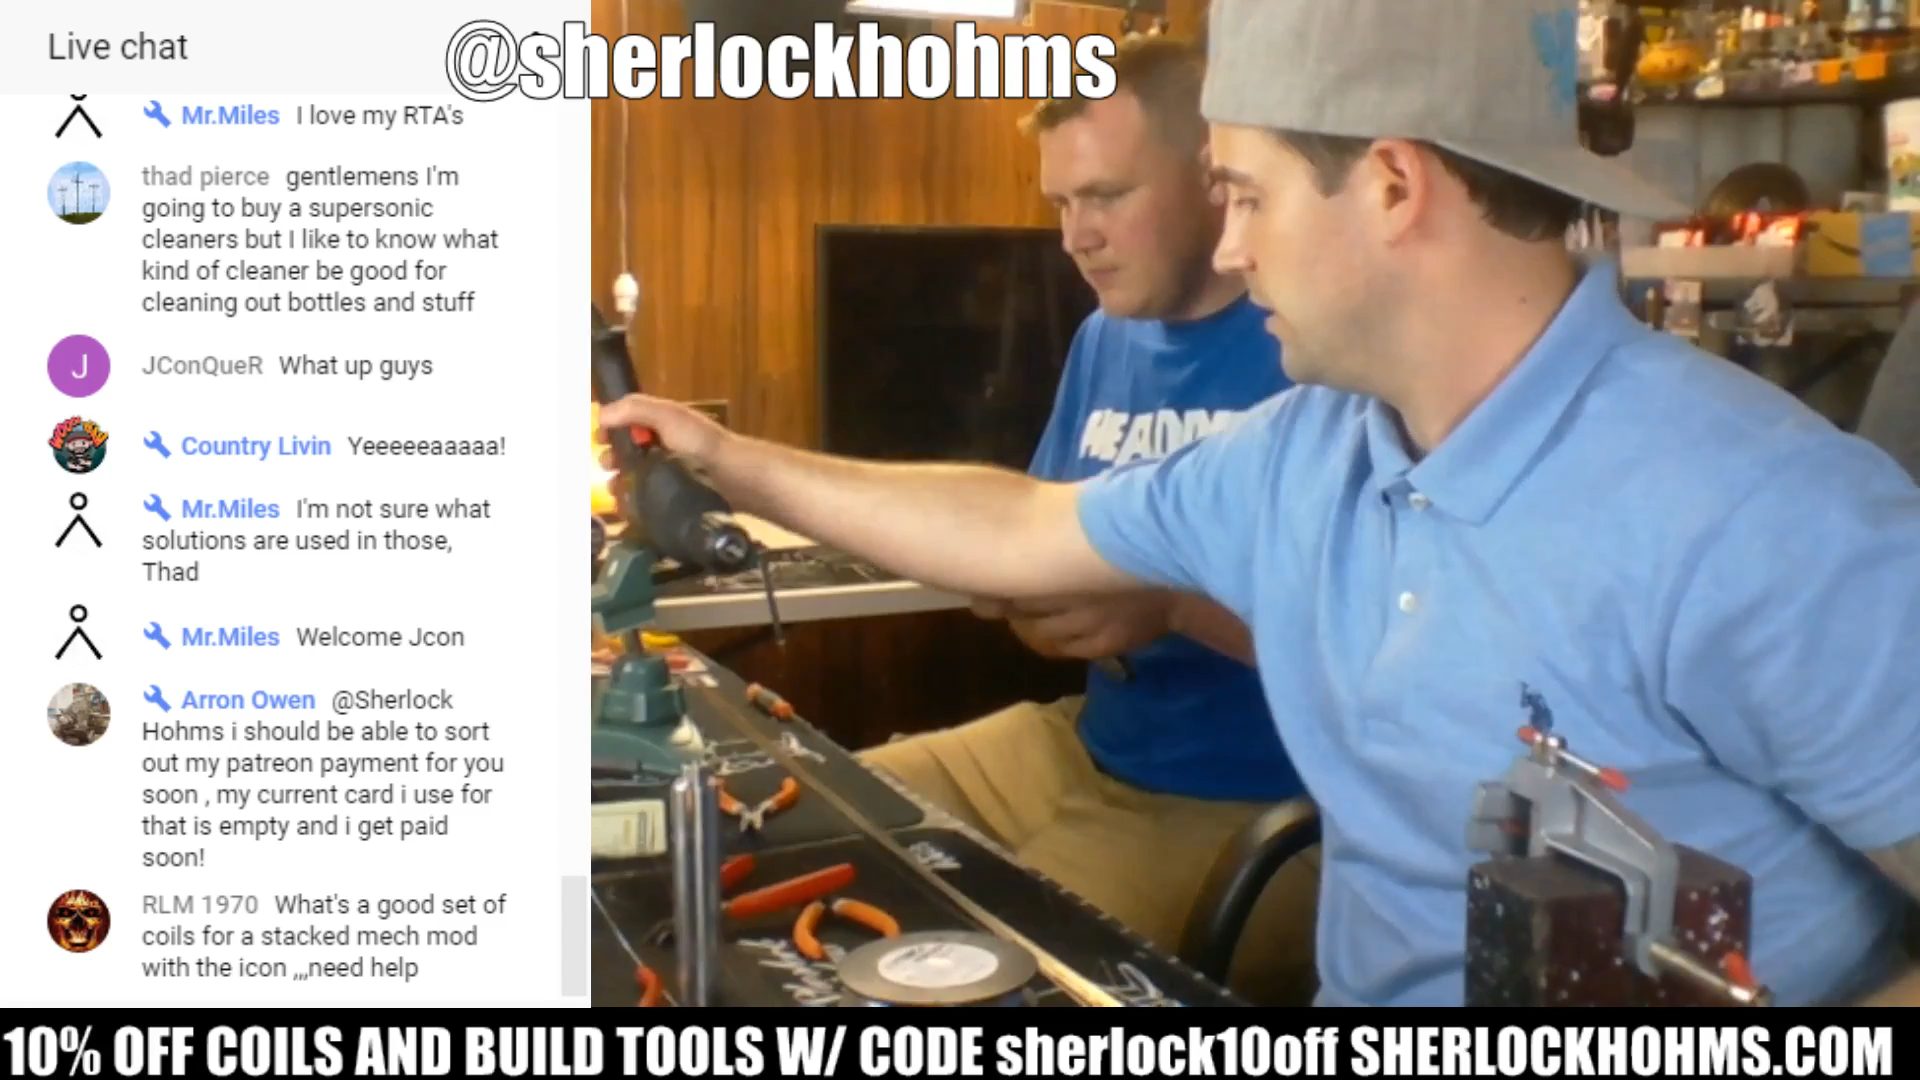 Live chat
@sherlockhohms
Mr.Miles I love my RTA's
thad pierce gentlemens I'm
going to buy a supersonic
cleaners but I like to know what
kind of cleaner be good for
cleaning out bottles and stuff
J
JConQueR What up guys
Country Livin Yeeeeeaaaaa!
Mr.Miles I'm not sure what
solutions are used in those,
Thad
Mr.Miles Welcome Jcon
Arron Owen @Sherlock
Hohms i should be able to sort
out my patreon payment for you
soon , my current card i use for
that is empty and i get paid
soon!
RLM 1970 What's a good set of
coils for a stacked mech mod
with the icon ,,,need help
10% OFF COILS AND BUILD TOOLS W/ CODE sherlock10off SHERLOCKHOHMS.COM